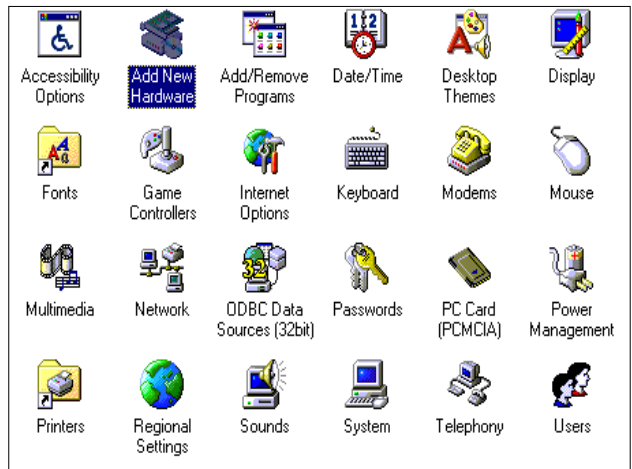 Accessibility Options
Add New Hardware
Add/Remove Programs
12
Date/Time
Desktop Themes
Display
Fonts
Game Controllers
Internet Options
Keyboard
Modems
Mouse
Multimedia
Network
32
ODBC Data Sources (32bit)
Passwords
PC Card (PCMCIA)
Power Management
Printers
Regional Settings
Sounds
System
Telephony
Users